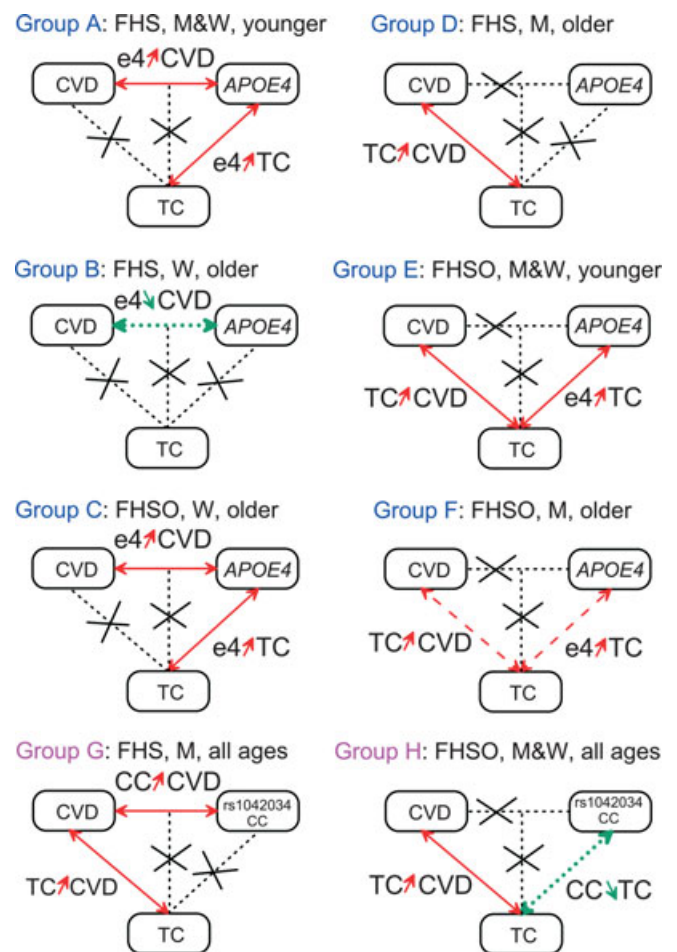 Group A: FHS, M&W, younger
e4↗CVD
CVD
APOE4
e4↗TC
TC
Group D: FHS, M, older
CVD
APOE4
TC↗CVD
TC
Group B: FHS, W, older
e4↘CVD
CVD
APOE4
TC
Group E: FHSO, M&W, younger
CVD
APOE4
TC↗CVD
e4↗TC
TC
Group C: FHSO, W, older
e4↗CVD
CVD
APOE4
e4↗TC
TC
Group F: FHSO, M, older
CVD
APOE4
TC↗CVD
e4↗TC
TC
Group G: FHS, M, all ages
CC↗CVD
CVD
rs1042034
CC
TC↗CVD
TC
Group H: FHSO, M&W, all ages
CVD
rs1042034
CC
TC↗CVD
CC↘TC
TC